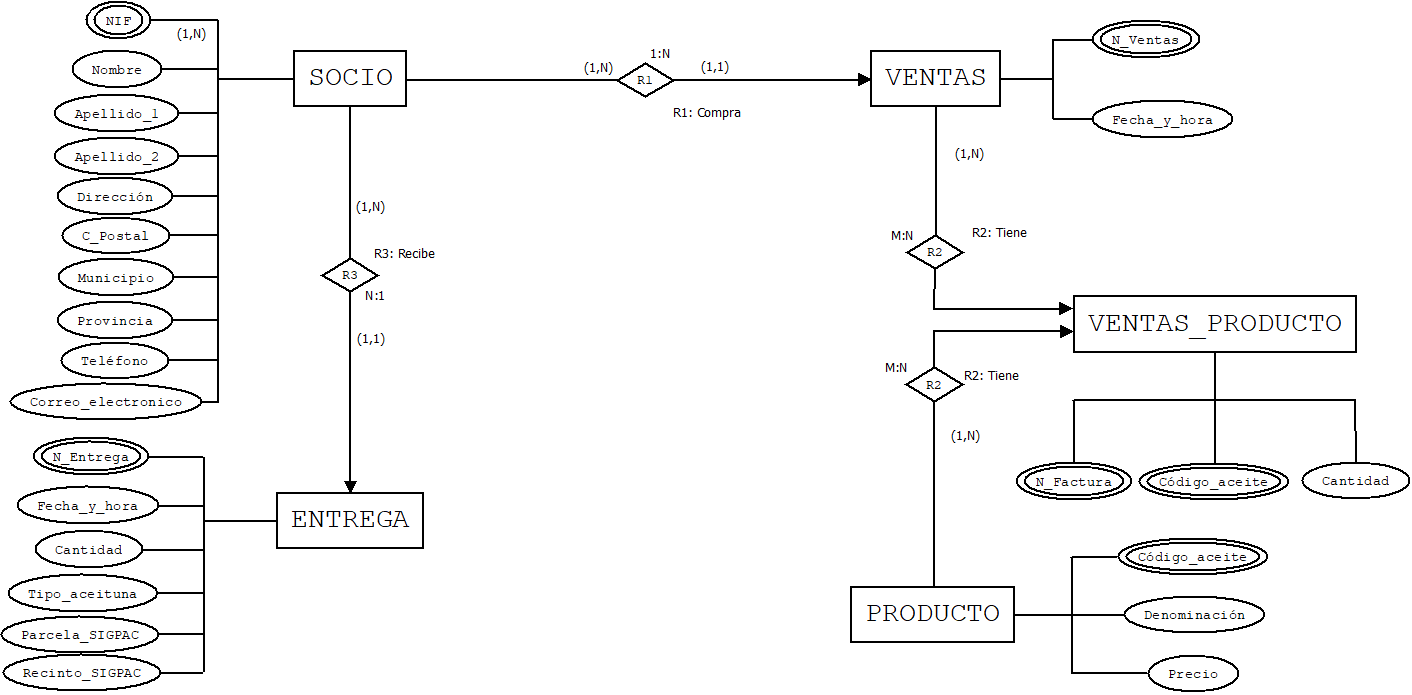 NIF
(1,N)
Nombre
Apellido_1
Apellido_2
Dirección
C_Postal
Municipio
Provincia
Teléfono
Correo_electronico
SOCIO
(1,N)
1:N
R1
(1,1)
R1: Compra
VENTAS
N_Ventas
Fecha_y_hora
(1,N)
M:N
R2
R2: Tiene
(1,N)
R3: Recibe
R3
N:1
(1,1)
VENTAS_PRODUCTO
M:N
R2
R2: Tiene
(1,N)
N_Factura
Código_aceite
Cantidad
N_Entrega
Fecha_y_hora
Cantidad
Tipo_aceituna
Parcela_SIGPAC
Recinto_SIGPAC
ENTREGA
PRODUCTO
Código_aceite
Denominación
Precio